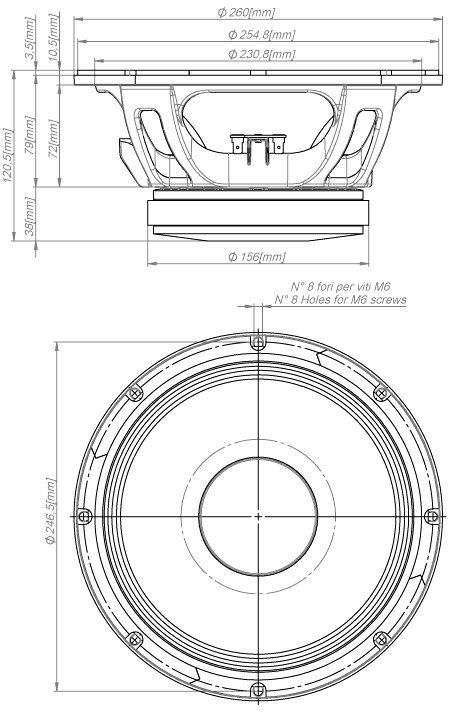 Φ 260[mm]
Φ 254,8[mm]
Φ 230,8[mm]
3,5[mm]
10,5[mm]
120,5[mm]
79[mm]
72[mm]
38[mm]
Φ 156[mm]
N° 8 fori per viti M6
N° 8 Holes for M6 screws
Φ 246,5[mm]